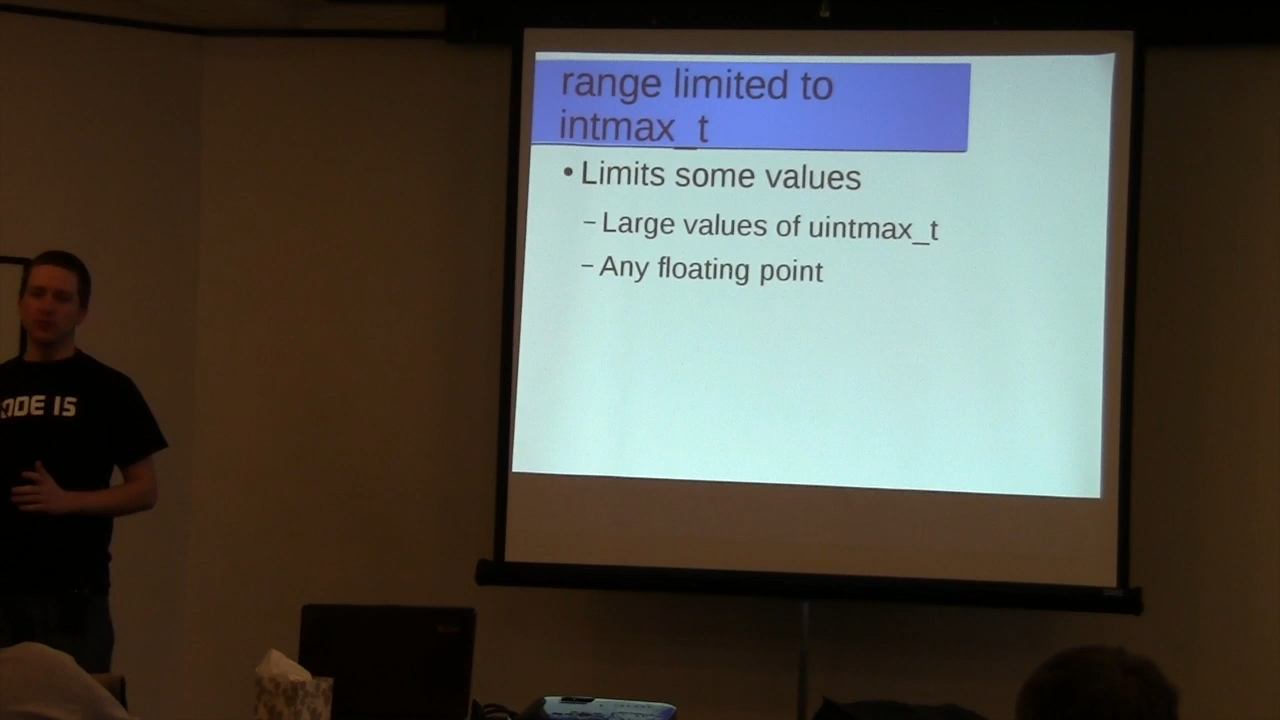 range limited to
intmax_t
• Limits some values
– Large values of uintmax_t
– Any floating point
ODE IS